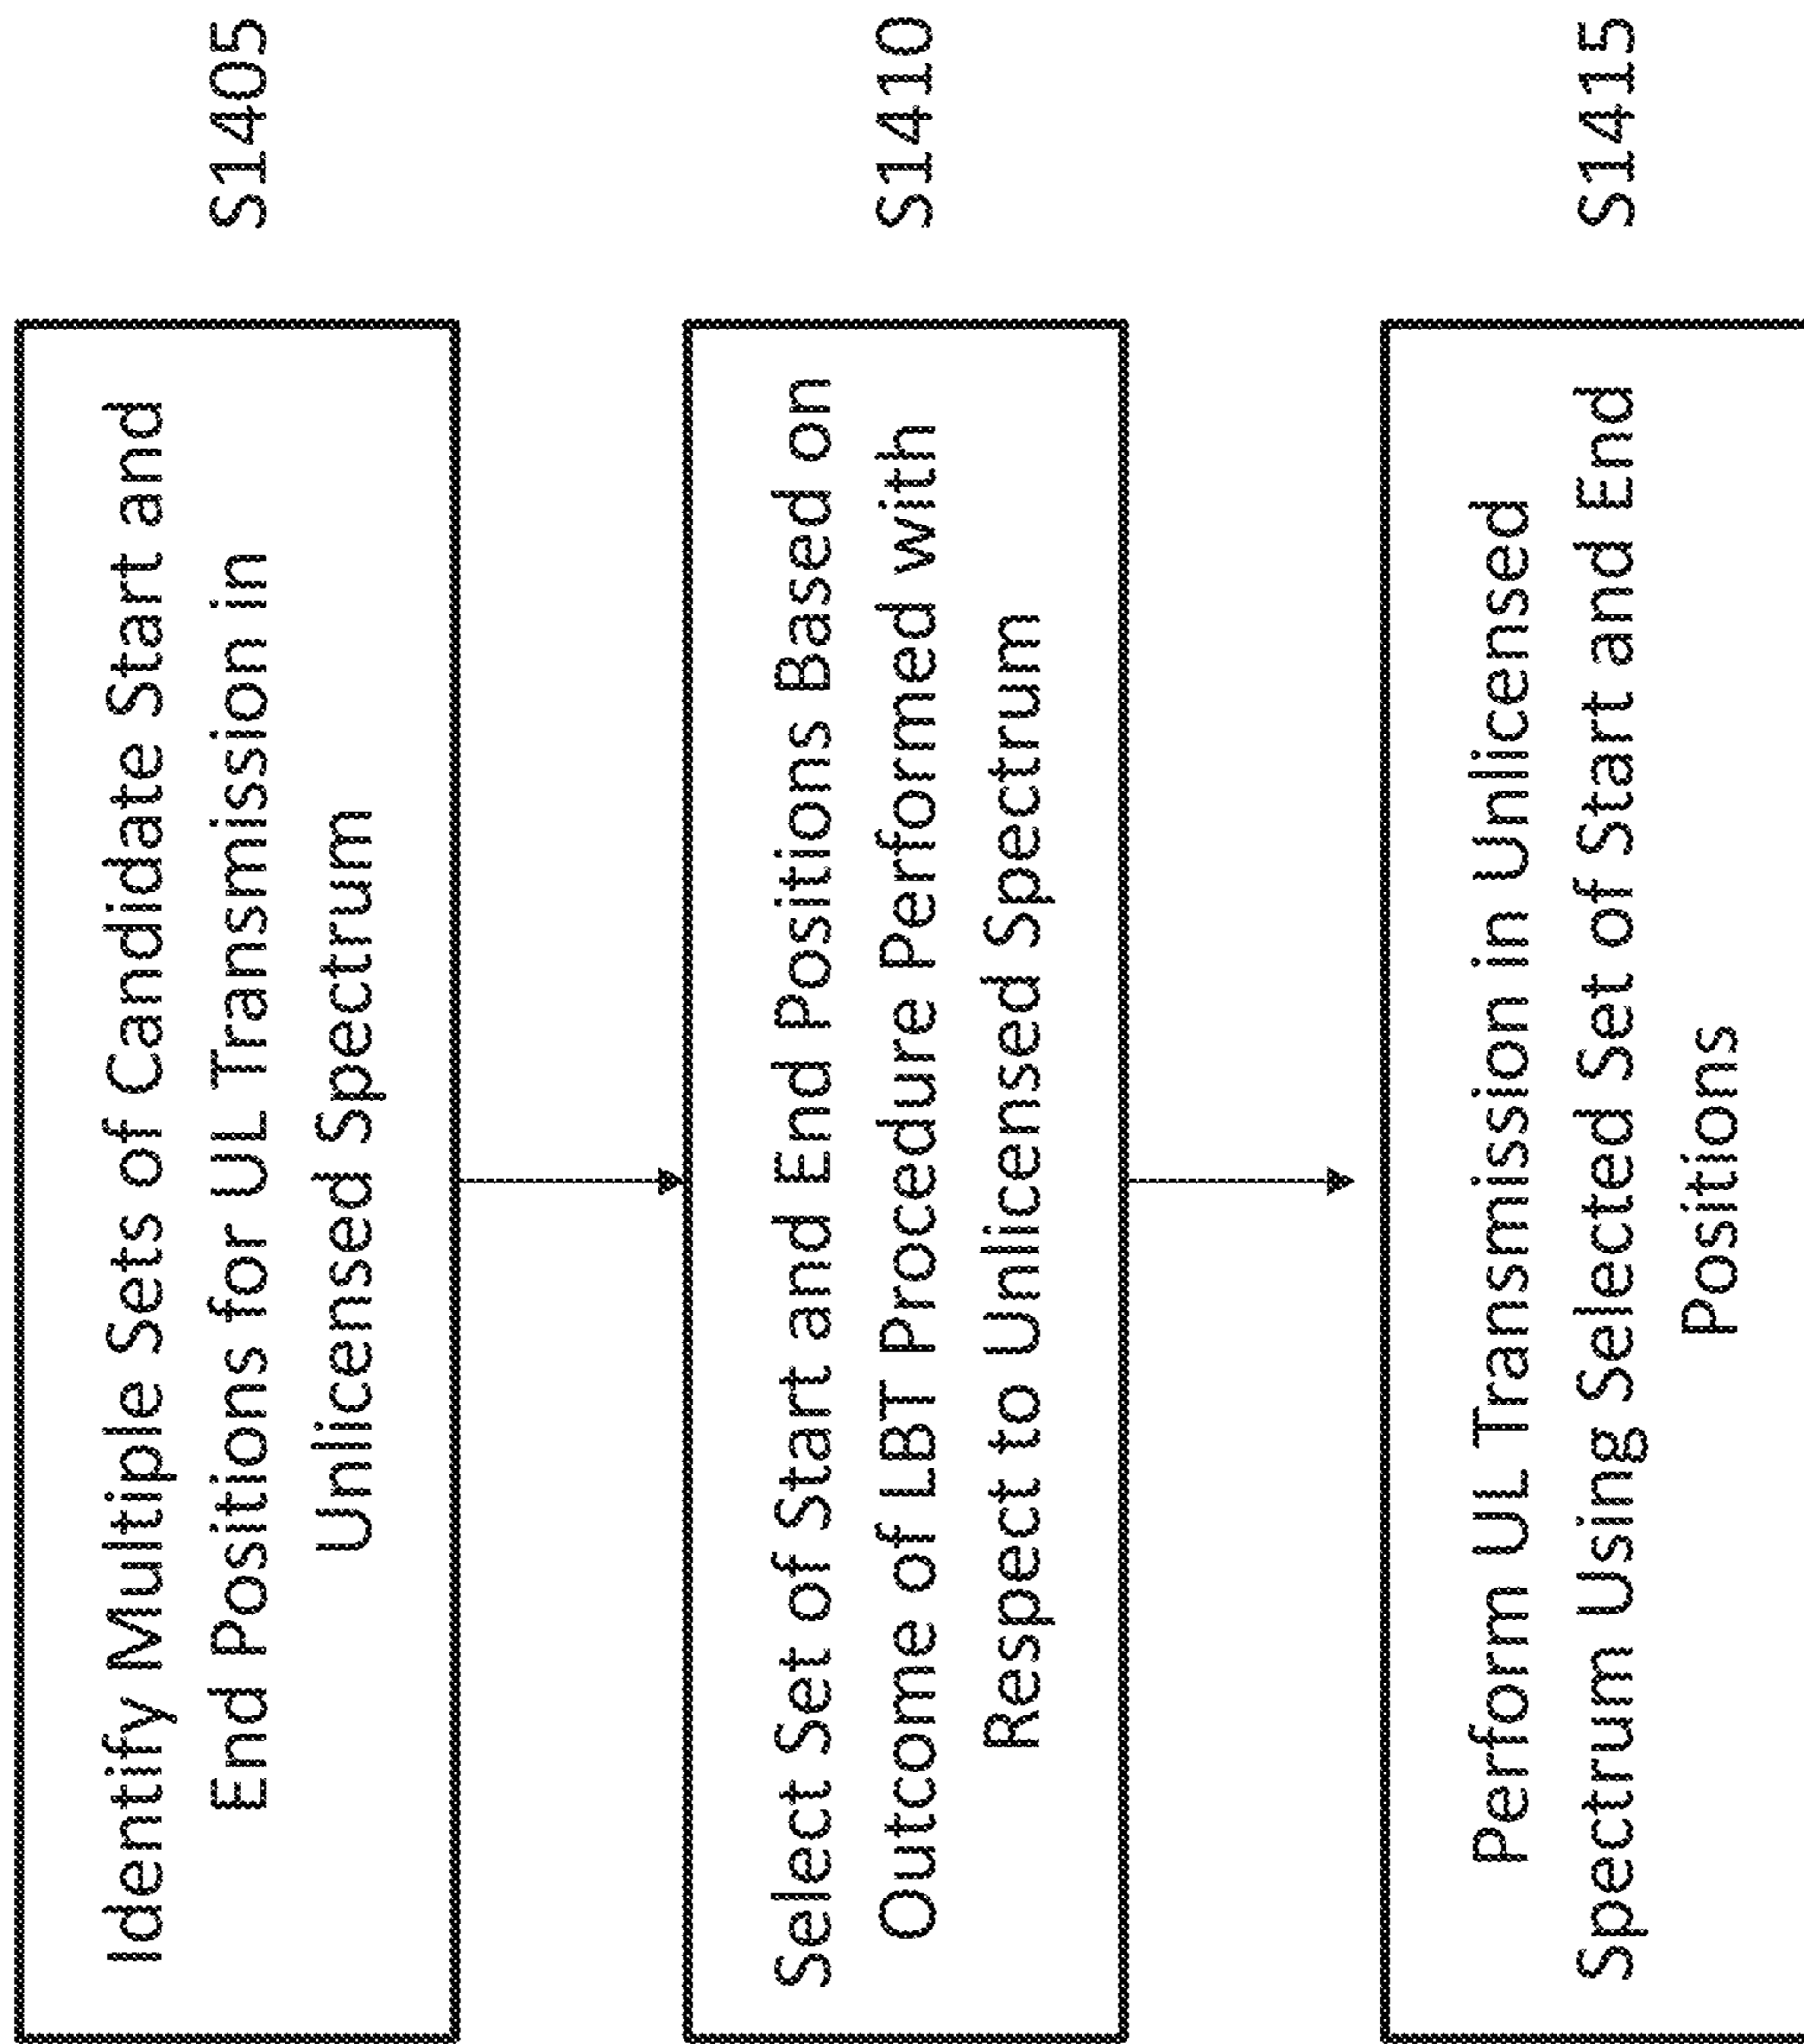 Identify Multiple Sets of Candidate Start and
End Positions for UL Transmission in
Unlicensed Spectrum
S1405
Select Set of Start and End Positions Based on
Outcome of LBT Procedure Performed with
Respect to Unlicensed Spectrum
S1410
Perform UL Transmission in Unlicensed
Spectrum Using Selected Set of Start and End
Positions
S1415